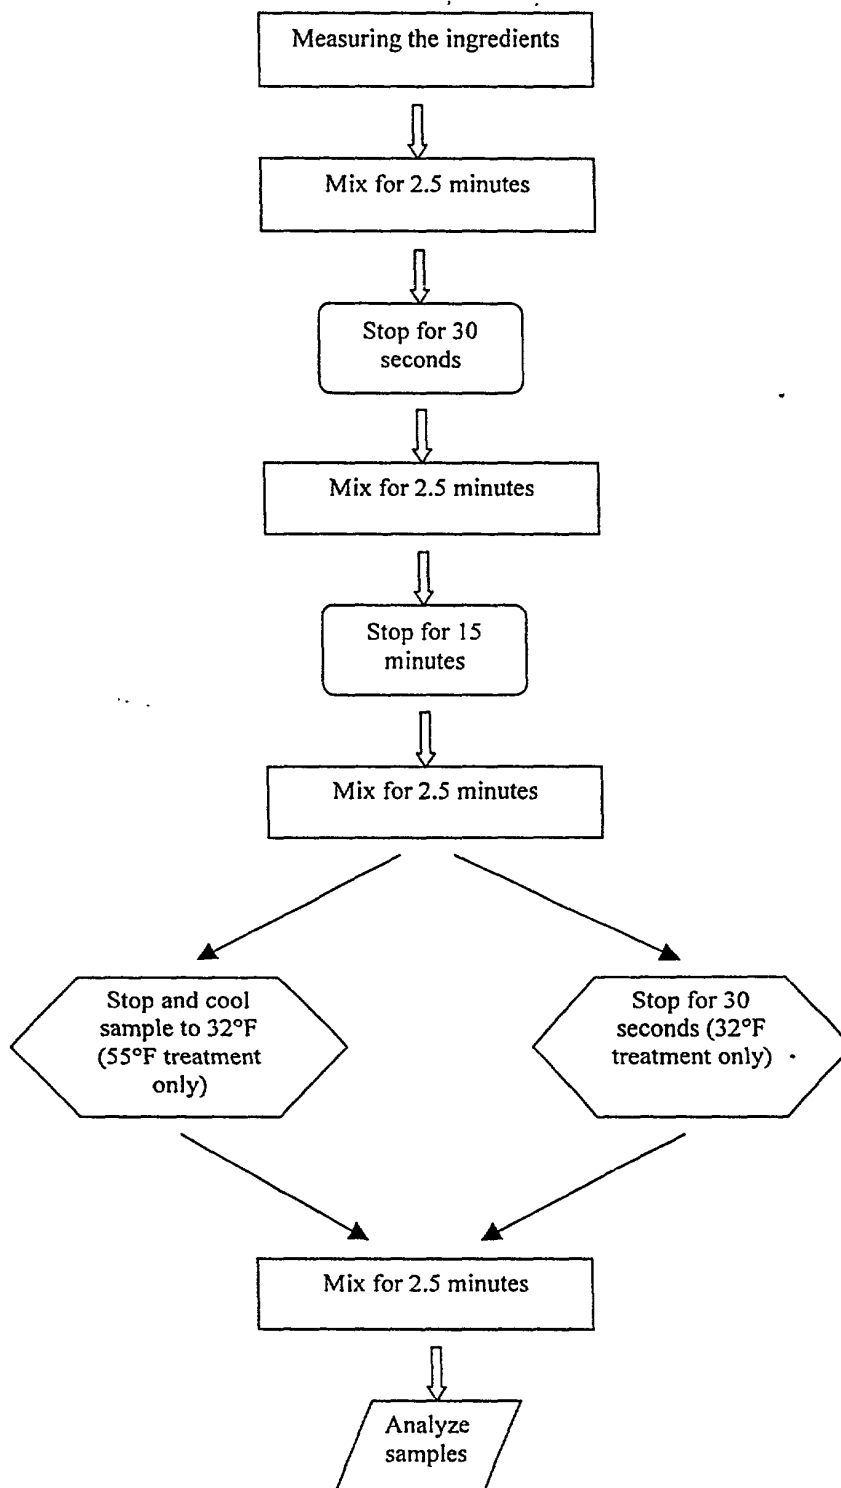 Measuring the ingredients
Mix for 2.5 minutes
Stop for 30
seconds
Mix for 2.5 minutes
Stop for 15
minutes
Mix for 2.5 minutes
Stop and cool
sample to 32°F
(55°F treatment
only)
Stop for 30
seconds (32°F
treatment only)
Mix for 2.5 minutes
Analyze
samples